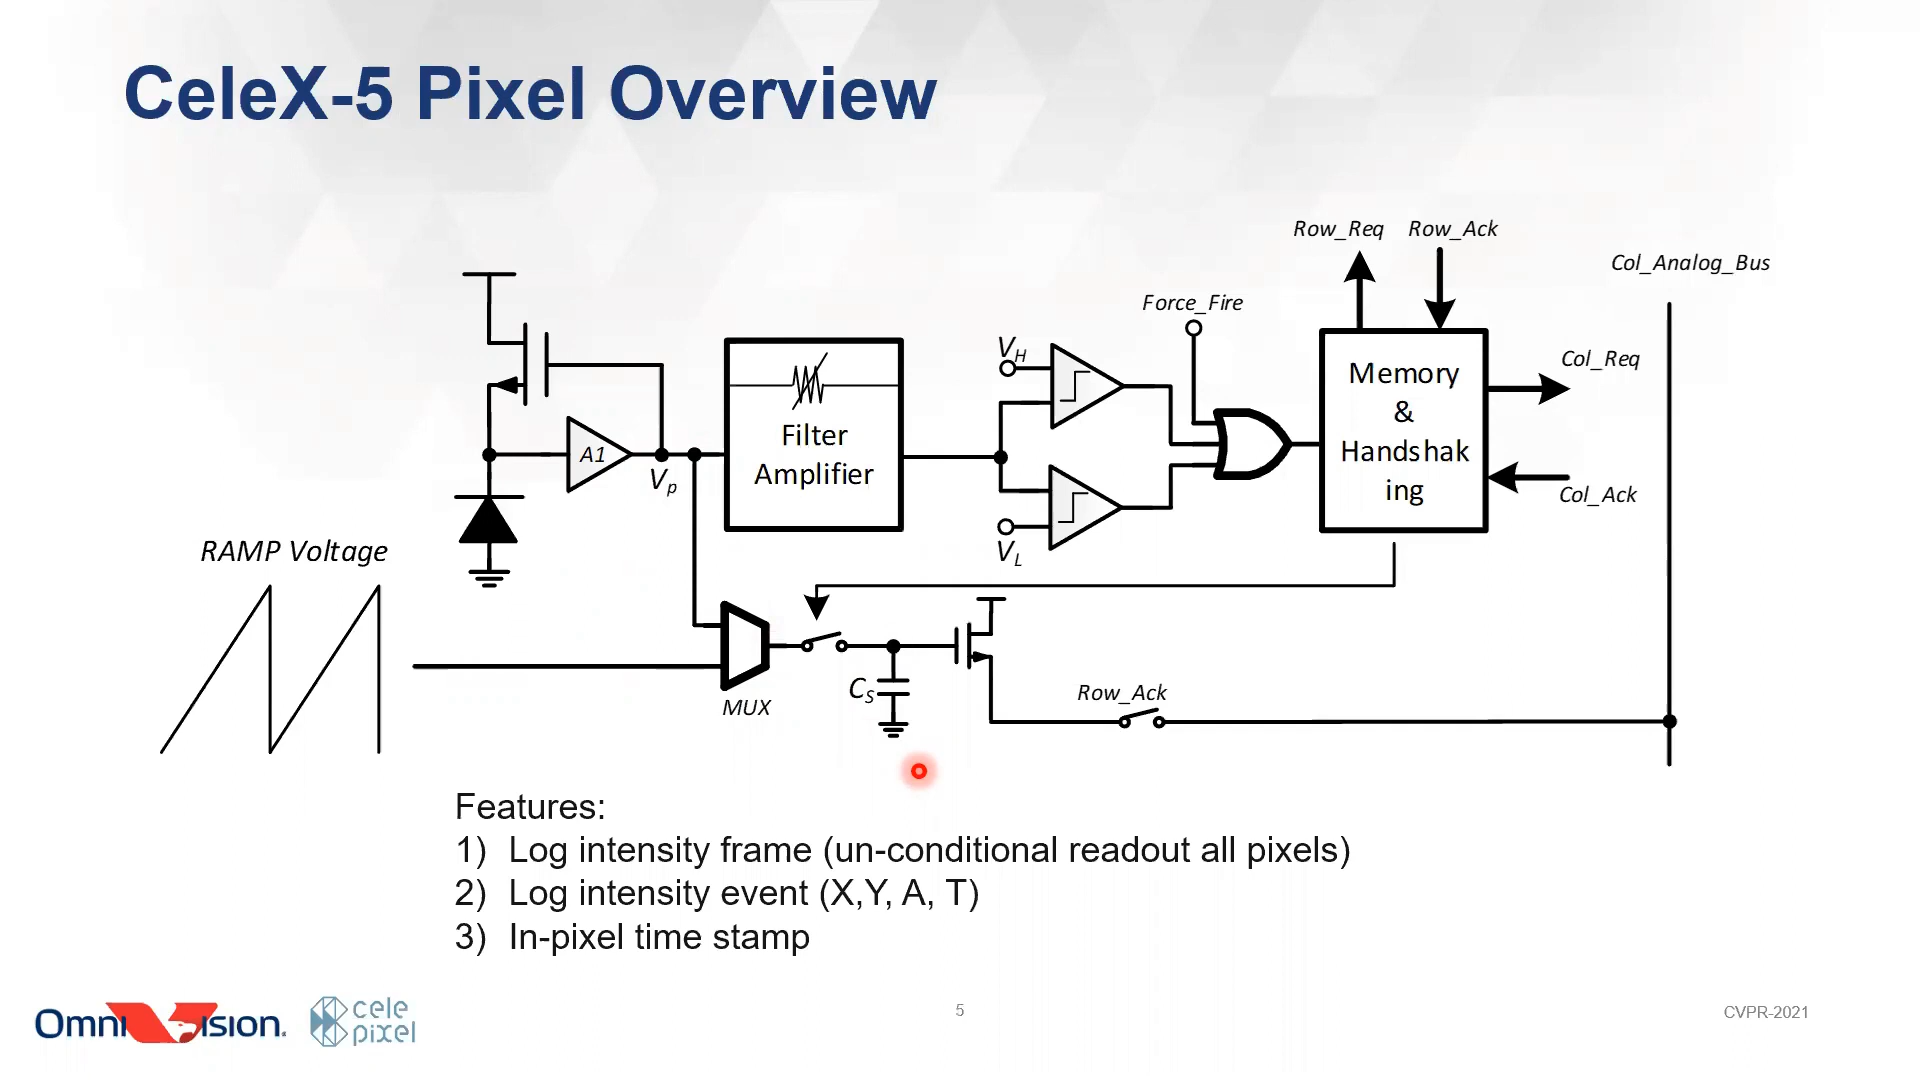 CeleX-5 Pixel Overview
Row_Req Row_Ack
Col_Analog_Bus
Force_Fire
VH
Memory
&
Handshak
ing
Col_Req
Filter
Amplifier
A1
Vp
Col_Ack
VL
RAMP Voltage
CS
MUX
Row_Ack
Features:
1) Log intensity frame (un-conditional readout all pixels)
2) Log intensity event (X,Y, A, T)
3) In-pixel time stamp
OmniVision
cele
pixel
5
CVPR-2021